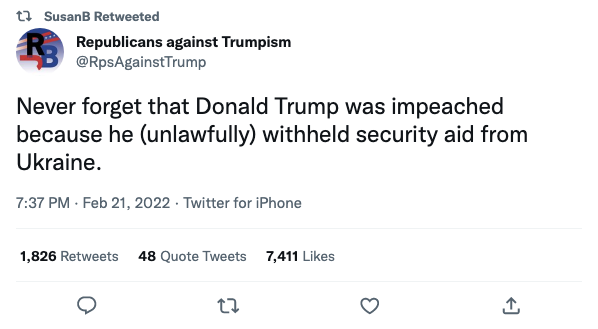 SusanB Retweeted
Republicans against Trumpism
@RpsAgainstTrump
Never forget that Donald Trump was impeached
because he (unlawfully) withheld security aid from
Ukraine.
7:37 PM · Feb 21, 2022 · Twitter for iPhone
1,826 Retweets 48 Quote Tweets 7,411 Likes